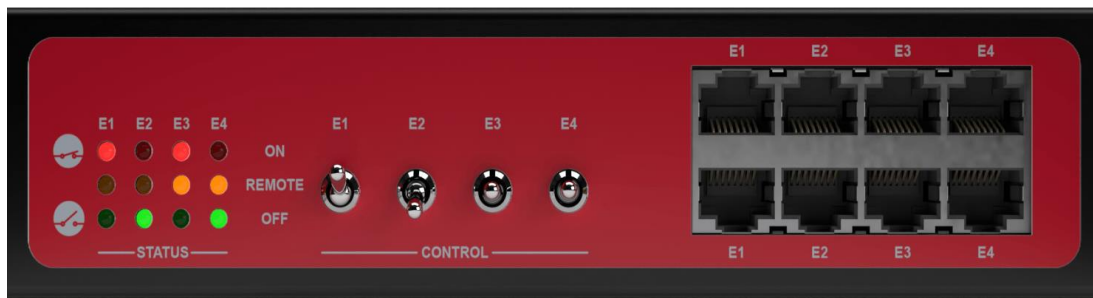 E1 E2 E3 E4
E1 E2 E3 E4
E1 E2 E3 E4
ON
REMOTE
OFF
STATUS
CONTROL
E1 E2 E3 E4